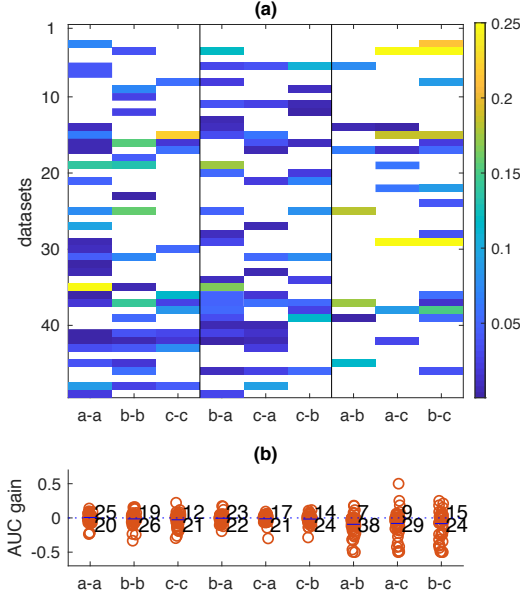 (a)
1
10
20
30
40
datasets
a-a b-b c-c b-a c-a c-b a-b a-c b-c
0.25
0.2
0.15
0.1
0.05
(b)
0.5
0
-0.5
AUC gain
25 19 12 23 17 14 7 9 15
20 26 21 22 21 24 38 29 24
a-a b-b c-c b-a c-a c-b a-b a-c b-c